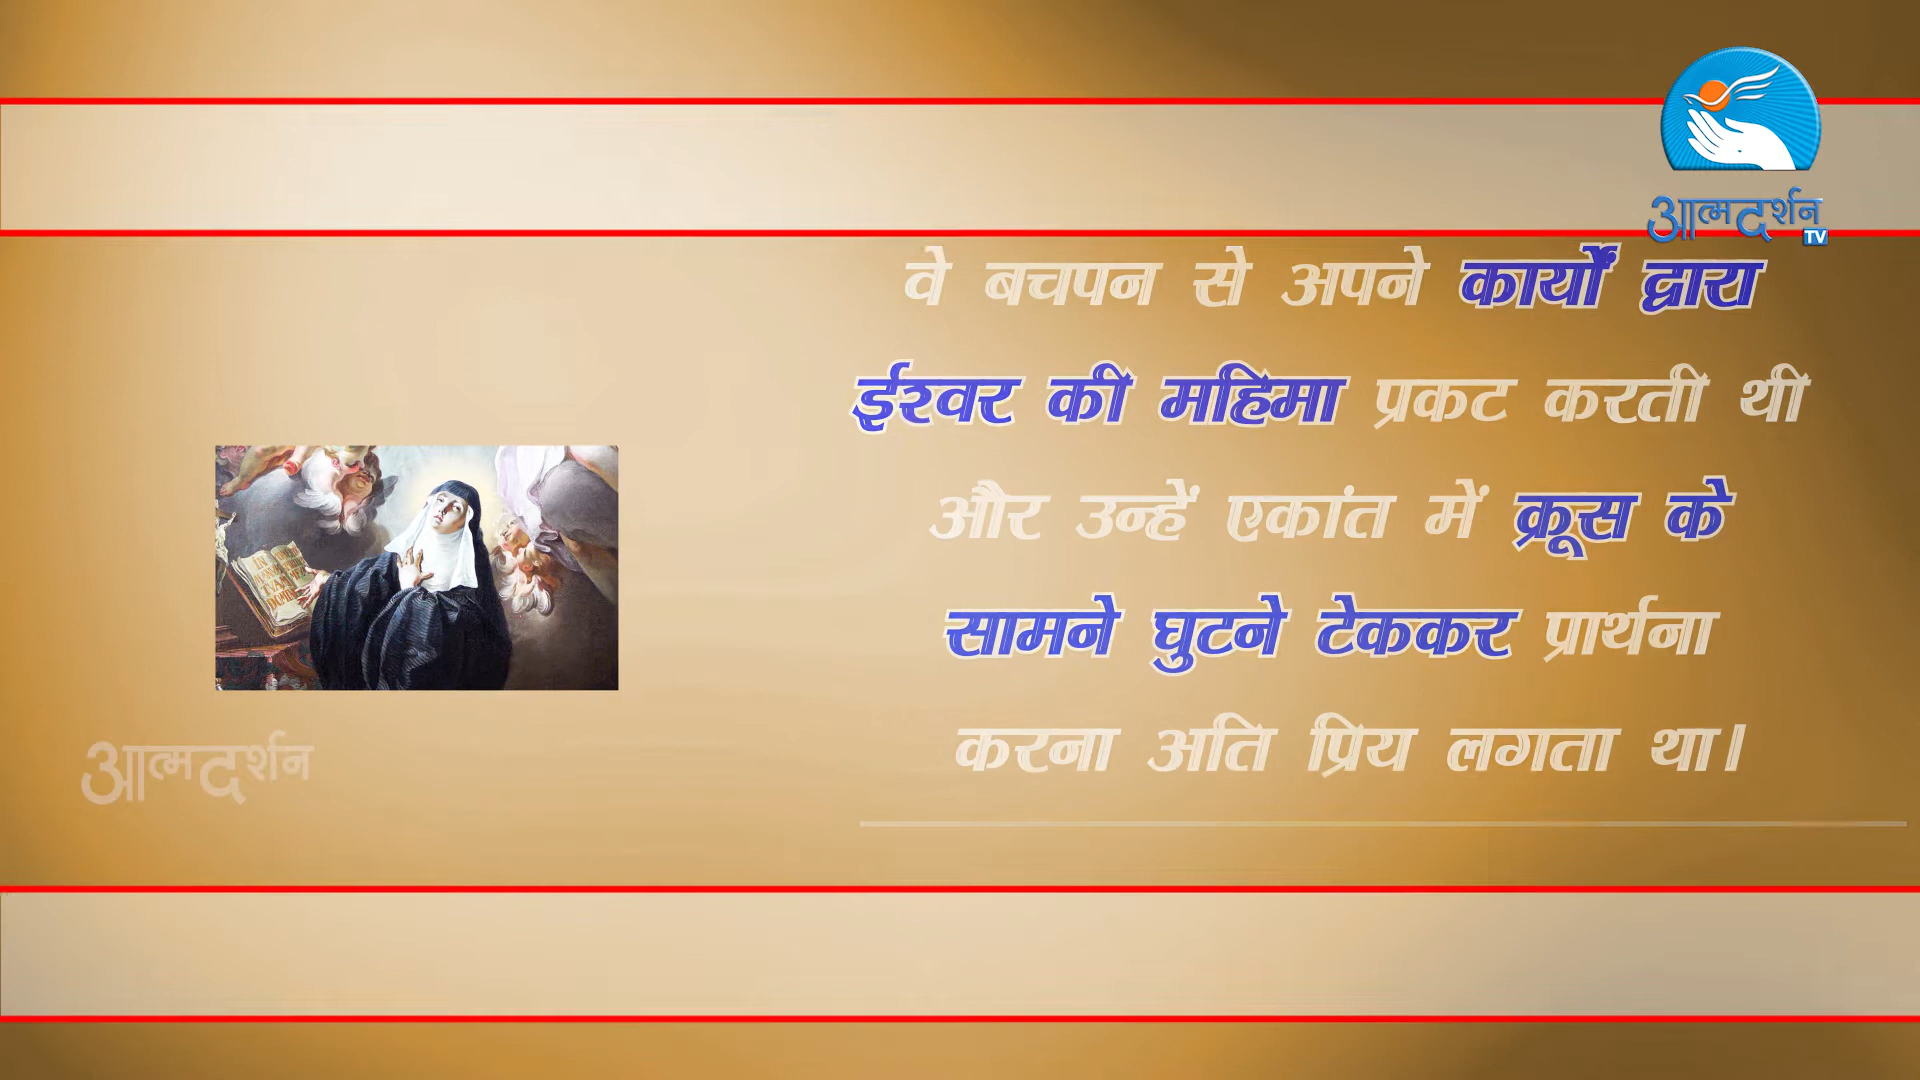 आत्मदर्शन
TV
वे बचपन से अपने कार्यों द्वारा
ईश्वर की महिमा प्रकट करती थी
और उन्हें एकांत में क्रूस के
सामने घुटने टेककर प्रार्थना
करना अति प्रिय लगता था।
आत्मदर्शन